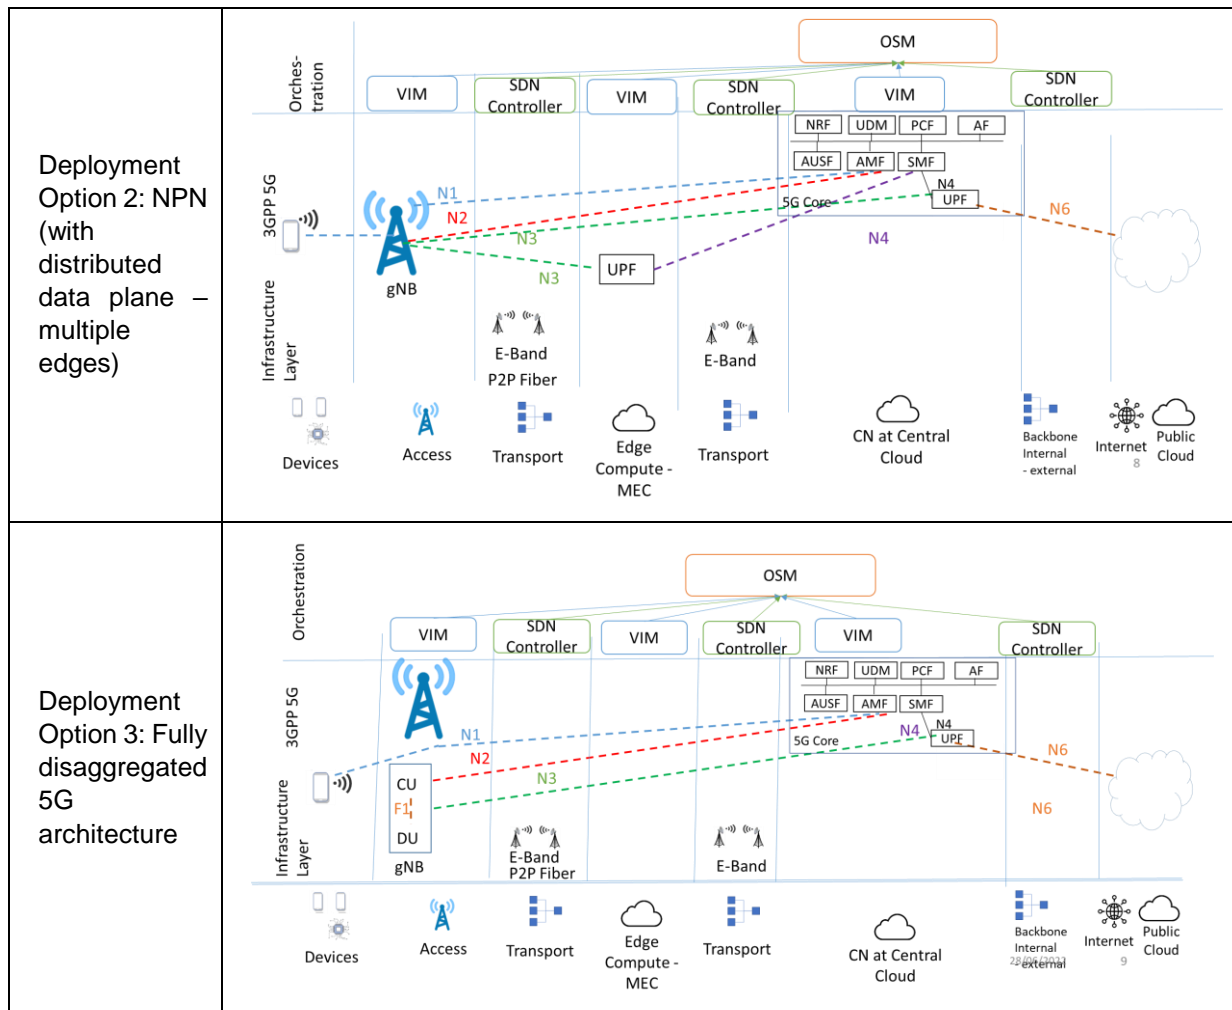 Deployment
Option 2: NPN
(with
distributed
data plane –
multiple
edges)
Orches-
tration
OSM
VIM
SDN
Controller
VIM
SDN
Controller
VIM
SDN
Controller
3GPP 5G
NRF
UDM
PCF
AF
AUSF
AMF
SMF
N4
UPF
5G Core
N1
N2
N3
N3
N4
N6
UPF
gNB
Infrastructure
Layer
E-Band
P2P Fiber
E-Band
Devices
Access
Transport
Edge
Compute -
MEC
Transport
CN at Central
Cloud
Backbone
Internal
- external
Internet
8
Public
Cloud
Deployment
Option 3: Fully
disaggregated
5G
architecture
Orchestration
OSM
VIM
SDN
Controller
VIM
SDN
Controller
VIM
SDN
Controller
3GPP 5G
NRF
UDM
PCF
AF
AUSF
AMF
SMF
N4
N4
UPF
5G Core
N1
N2
N3
N6
N6
CU
F1
DU
gNB
Infrastructure
Layer
E-Band
P2P Fiber
E-Band
Devices
Access
Transport
Edge
Compute -
MEC
Transport
CN at Central
Cloud
Backbone
Internal
- external
28/06/2022
Internet
9
Public
Cloud